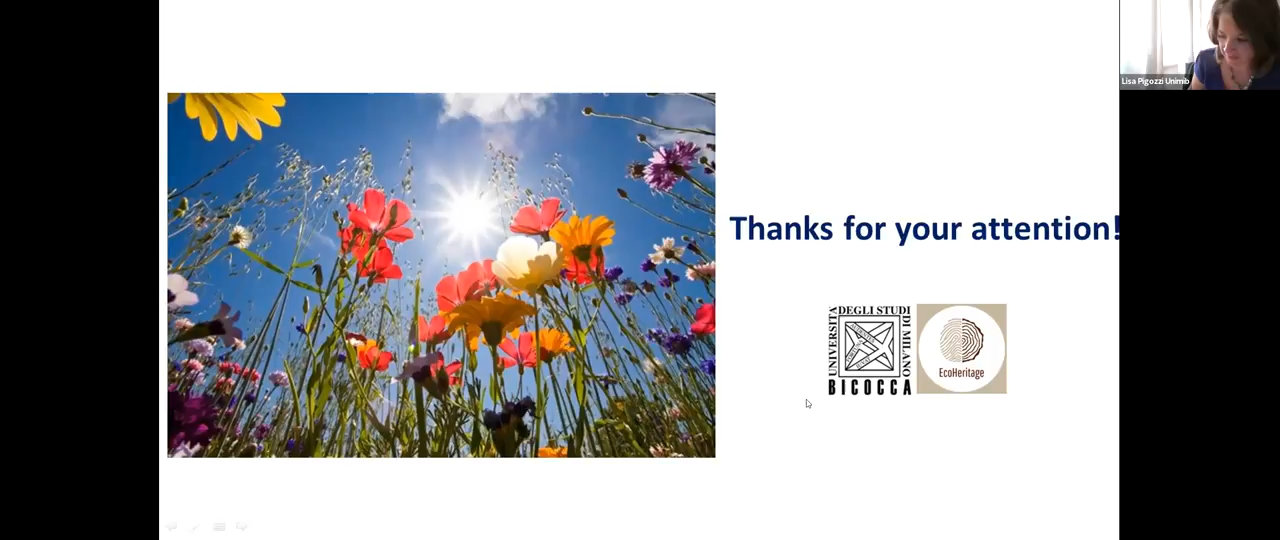 Lisa Pigozzi Unimib
Thanks for your attention!
UNIVERSITÀ
DEGLI STUDI
DI MILANO
BICOCCA
EcoHeritage